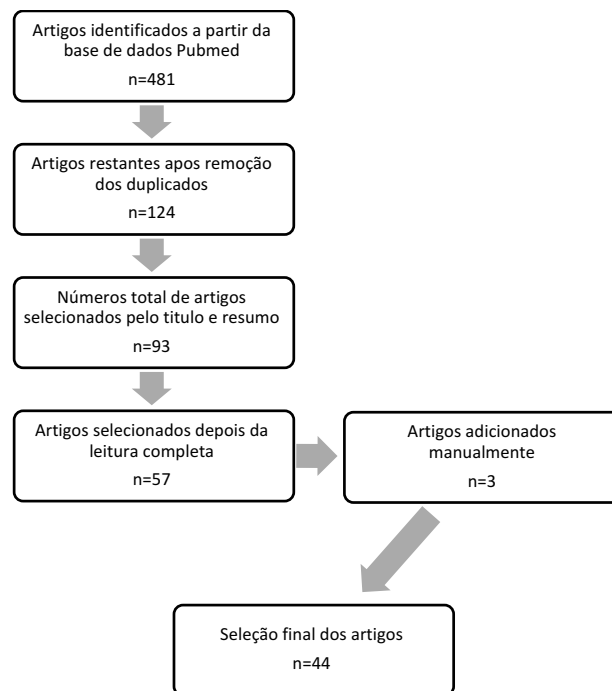 Artigos identificados a partir da
base de dados Pubmed
n=481
Artigos restantes apos remoção
dos duplicados
n=124
Números total de artigos
selecionados pelo titulo e resumo
n=93
Artigos selecionados depois da
leitura completa
n=57
Artigos adicionados
manualmente
n=3
Seleção final dos artigos
n=44